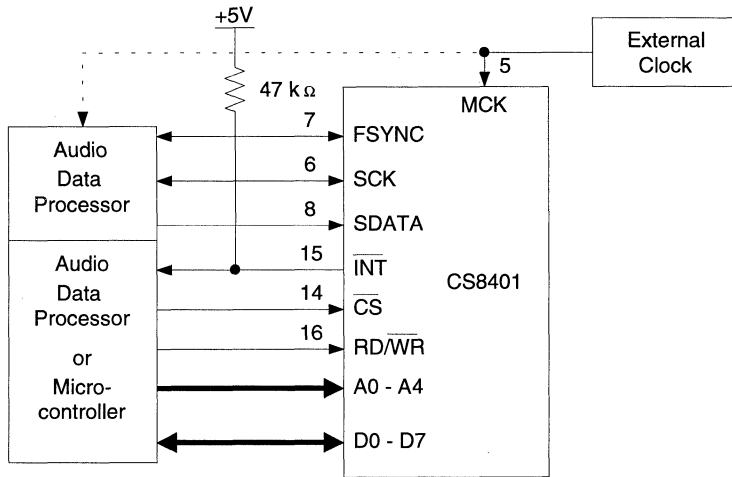 +5V
External
Clock
5
47 k Ω
MCK
7
FSYNC
Audio
Data
Processor
6
SCK
8
SDATA
15
INT
Audio
Data
Processor
or
Micro-
controller
14
CS
CS8401
16
RD/WR
A0 - A4
D0 - D7